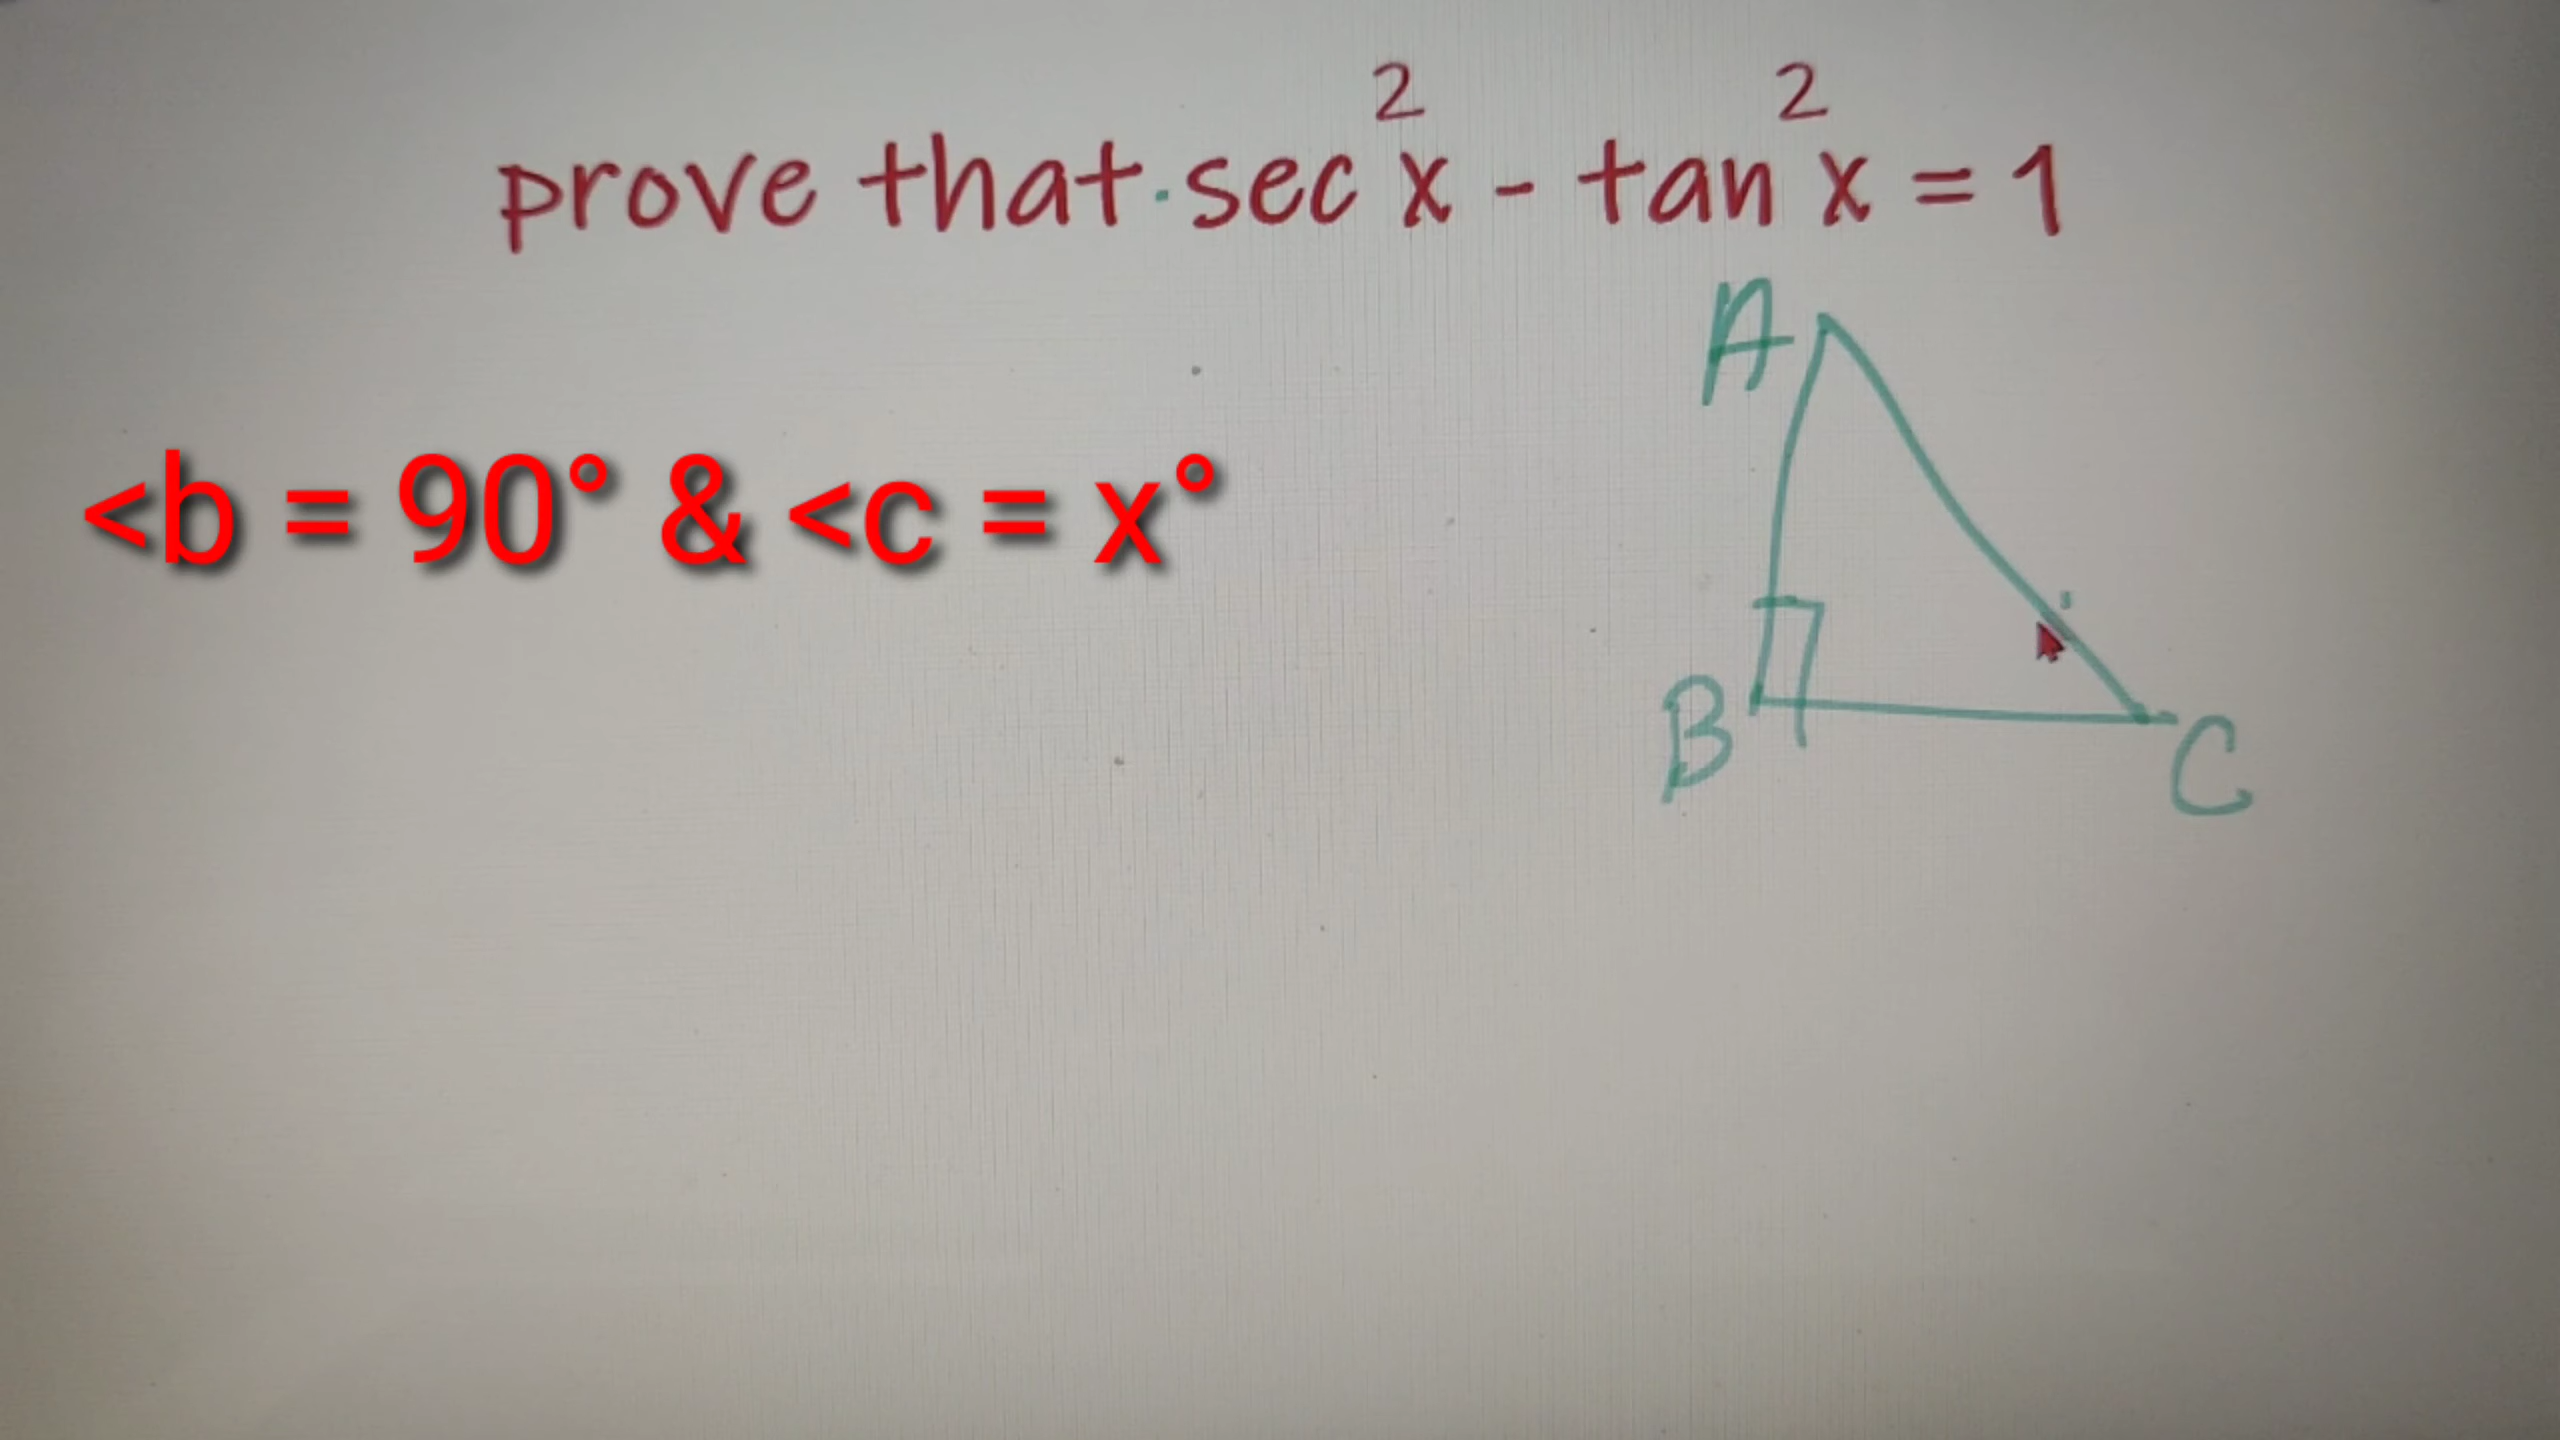 prove that sec²x - tan²x = 1
A
<b = 90° & <c = x°
B
C